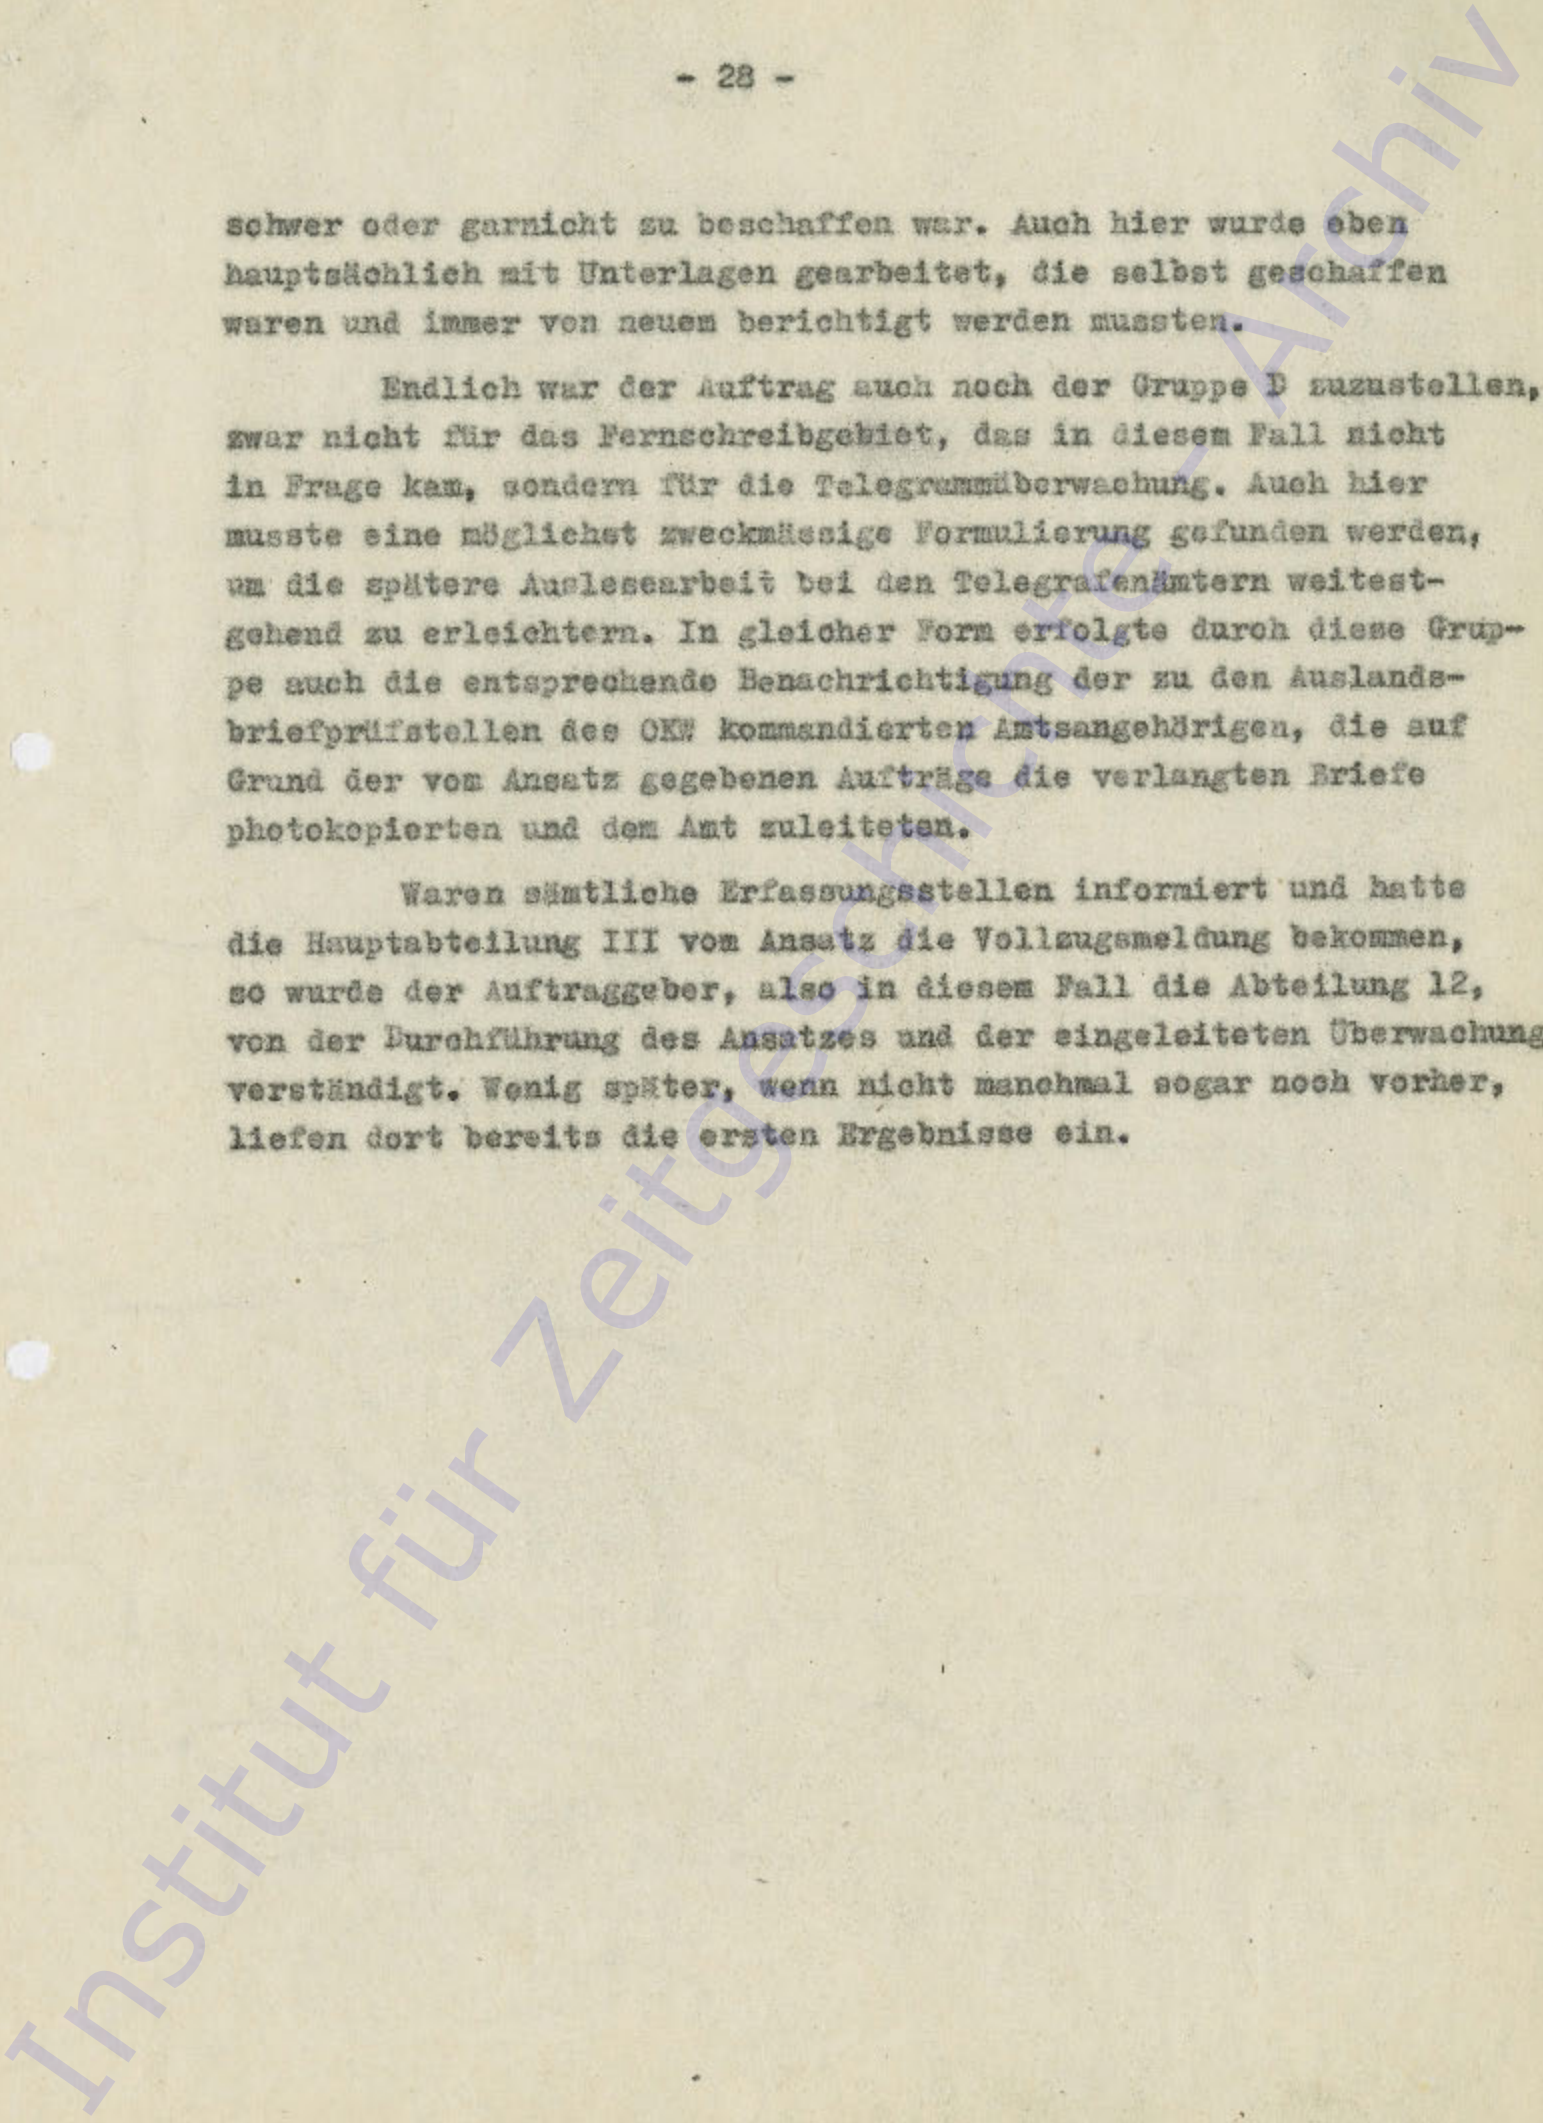 - 28 -
schwer oder garnicht zu beschaffen war. Auch hier wurde eben
hauptsächlich mit Unterlagen gearbeitet, die selbst geschaffen
waren und immer von neuem berichtigt werden mussten.
Endlich war der Auftrag auch noch der Gruppe D zuzustellen,
zwar nicht für das Fernschreibgebiet, das in diesem Fall nicht
in Frage kam, sondern für die Telegrammüberwachung. Auch hier
musste eine möglichst zweckmässige Formulierung gefunden werden,
um die spätere Auslesearbeit bei den Telegrafenämtern weitest-
gehend zu erleichtern. In gleicher Form erfolgte durch diese Grup-
pe auch die entsprechende Benachrichtigung der zu den Auslands-
briefprüfstellen des OKW kommandierten Amtsangehörigen, die auf
Grund der vom Ansatz gegebenen Aufträge die verlangten Briefe
photokopierten und dem Amt zuleiteten.
Waren sämtliche Erfassungsstellen informiert und hatte
die Hauptabteilung III vom Ansatz die Vollzugsmeldung bekommen,
so wurde der Auftraggeber, also in diesem Fall die Abteilung 12,
von der Durchführung des Ansatzes und der eingeleiteten Überwachung
verständigt. Wenig später, wenn nicht manchmal sogar noch vorher,
liefen dort bereits die ersten Ergebnisse ein.
Institut für Zeitgeschichte - Archiv